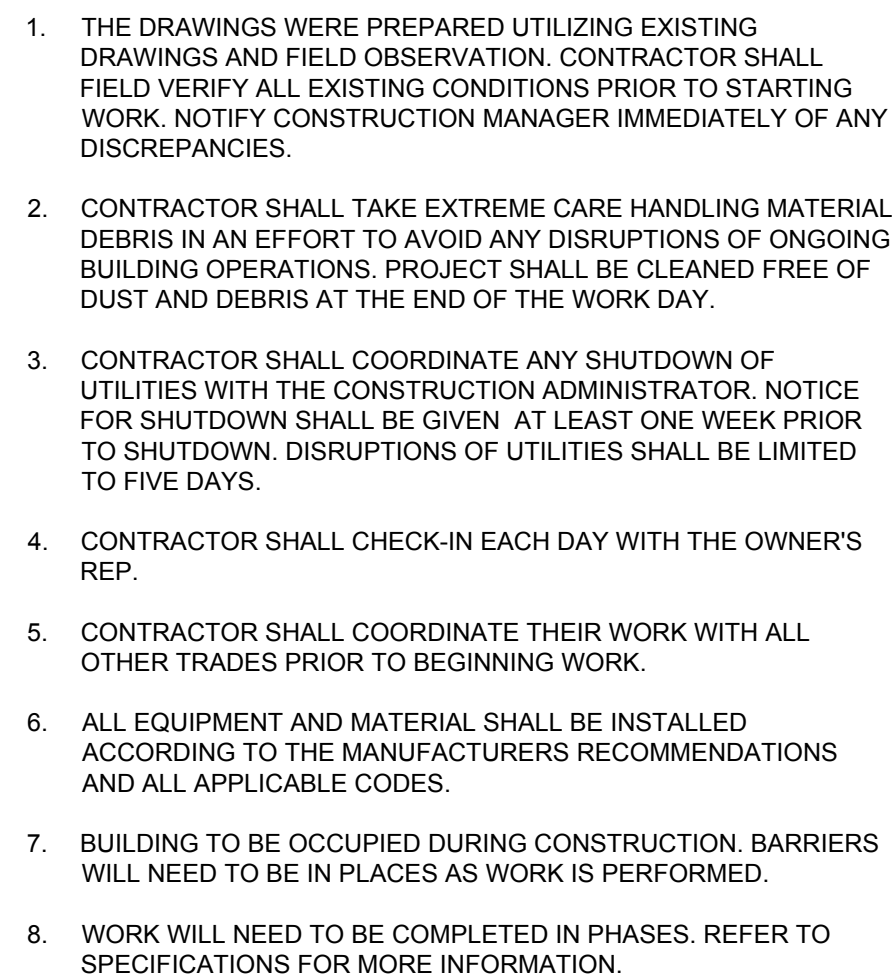 1. THE DRAWINGS WERE PREPARED UTILIZING EXISTING
DRAWINGS AND FIELD OBSERVATION. CONTRACTOR SHALL
FIELD VERIFY ALL EXISTING CONDITIONS PRIOR TO STARTING
WORK. NOTIFY CONSTRUCTION MANAGER IMMEDIATELY OF ANY
DISCREPANCIES.
2. CONTRACTOR SHALL TAKE EXTREME CARE HANDLING MATERIAL
DEBRIS IN AN EFFORT TO AVOID ANY DISRUPTIONS OF ONGOING
BUILDING OPERATIONS. PROJECT SHALL BE CLEANED FREE OF
DUST AND DEBRIS AT THE END OF THE WORK DAY.
3. CONTRACTOR SHALL COORDINATE ANY SHUTDOWN OF
UTILITIES WITH THE CONSTRUCTION ADMINISTRATOR. NOTICE
FOR SHUTDOWN SHALL BE GIVEN  AT LEAST ONE WEEK PRIOR
TO SHUTDOWN. DISRUPTIONS OF UTILITIES SHALL BE LIMITED
TO FIVE DAYS.
4. CONTRACTOR SHALL CHECK-IN EACH DAY WITH THE OWNER'S
REP.
5. CONTRACTOR SHALL COORDINATE THEIR WORK WITH ALL
OTHER TRADES PRIOR TO BEGINNING WORK.
6. ALL EQUIPMENT AND MATERIAL SHALL BE INSTALLED
ACCORDING TO THE MANUFACTURERS RECOMMENDATIONS
AND ALL APPLICABLE CODES.
7. BUILDING TO BE OCCUPIED DURING CONSTRUCTION. BARRIERS
WILL NEED TO BE IN PLACES AS WORK IS PERFORMED.
8. WORK WILL NEED TO BE COMPLETED IN PHASES. REFER TO
SPECIFICATIONS FOR MORE INFORMATION.